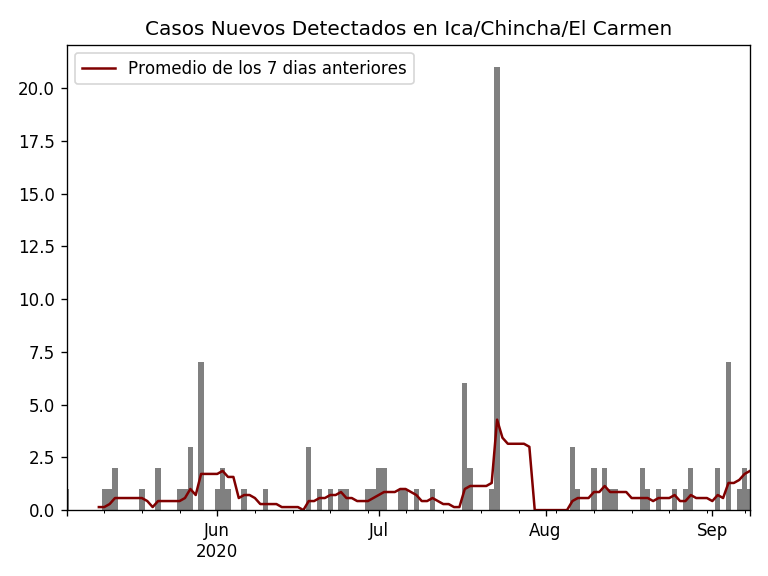 Casos Nuevos Detectados en Ica/Chincha/El Carmen
Promedio de los 7 dias anteriores
20.0
17.5
15.0
12.5
10.0
7.5
5.0
2.5
0.0
Jun
2020
Jul
Aug
Sep